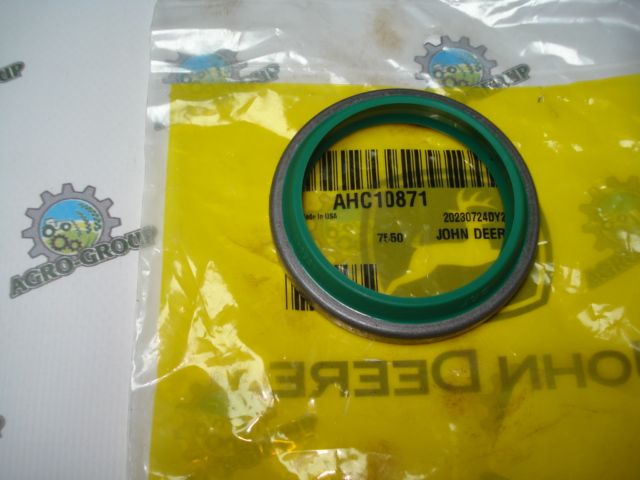 AHC10871
Made in USA
20230724DY2
7550
JOHN DEER
JOHN DEERE
AGRO-GROUP